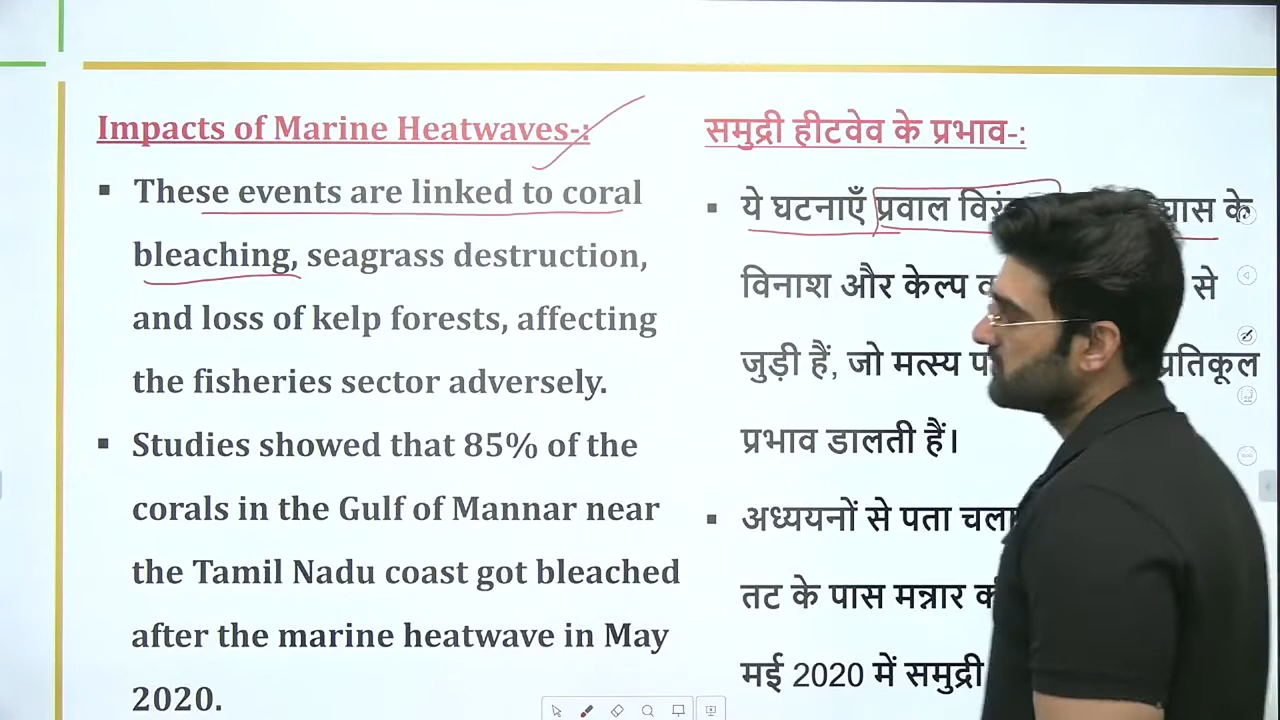 Impacts of Marine Heatwaves-:
▪ These events are linked to coral
bleaching, seagrass destruction,
and loss of kelp forests, affecting
the fisheries sector adversely.
▪ Studies showed that 85% of the
corals in the Gulf of Mannar near
the Tamil Nadu coast got bleached
after the marine heatwave in May
2020.
समुद्री हीटवेव के प्रभाव-:
▪ ये घटनाएँ प्रवाल के
विनाश और केल्प से
जुड़ी हैं, जो मत्स्य प्रतिकूल
प्रभाव डालती हैं।
▪ अध्ययनों से पता चला
तट के पास मन्नार
मई 2020 में समुद्री